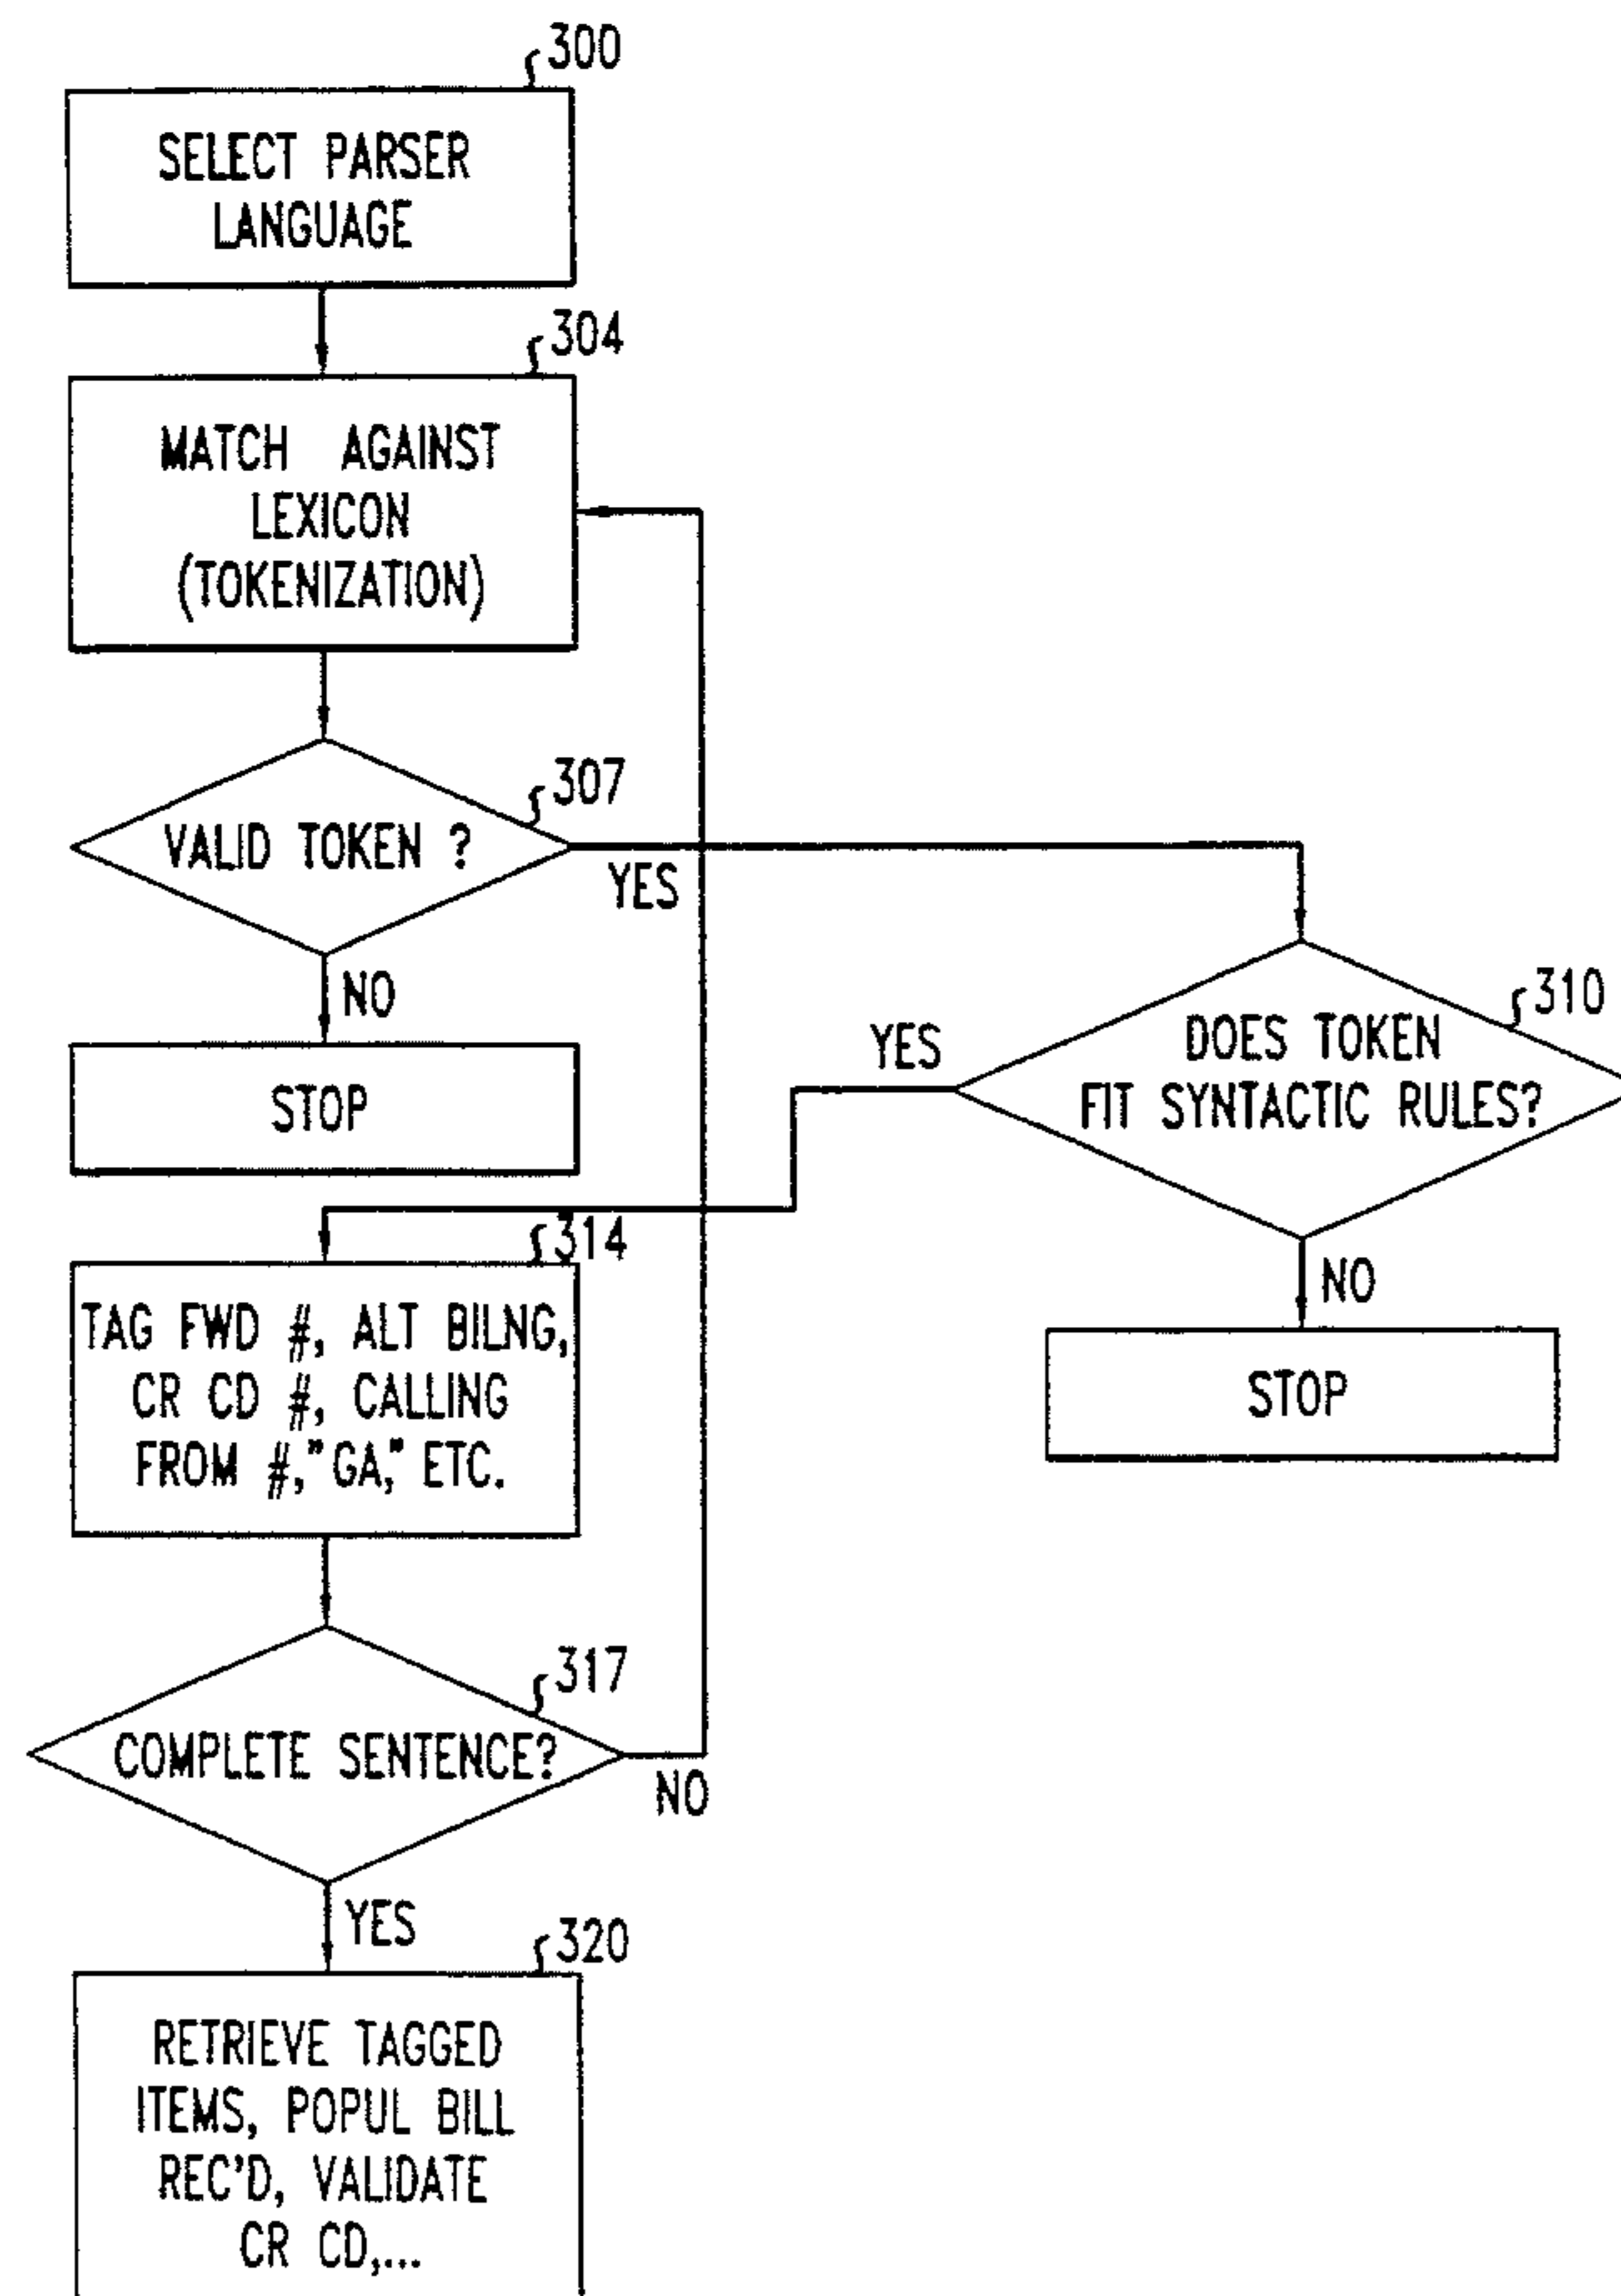 300
SELECT PARSER
LANGUAGE
304
MATCH AGAINST
LEXICON
(TOKENIZATION)
307
VALID TOKEN ?
YES
NO
STOP
310
DOES TOKEN
FIT SYNTACTIC RULES?
YES
NO
STOP
314
TAG FWD #, ALT BILNG,
CR CD #, CALLING
FROM #,"GA," ETC.
317
COMPLETE SENTENCE?
NO
YES
320
RETRIEVE TAGGED
ITEMS, POPUL BILL
REC'D, VALIDATE
CR CD,...